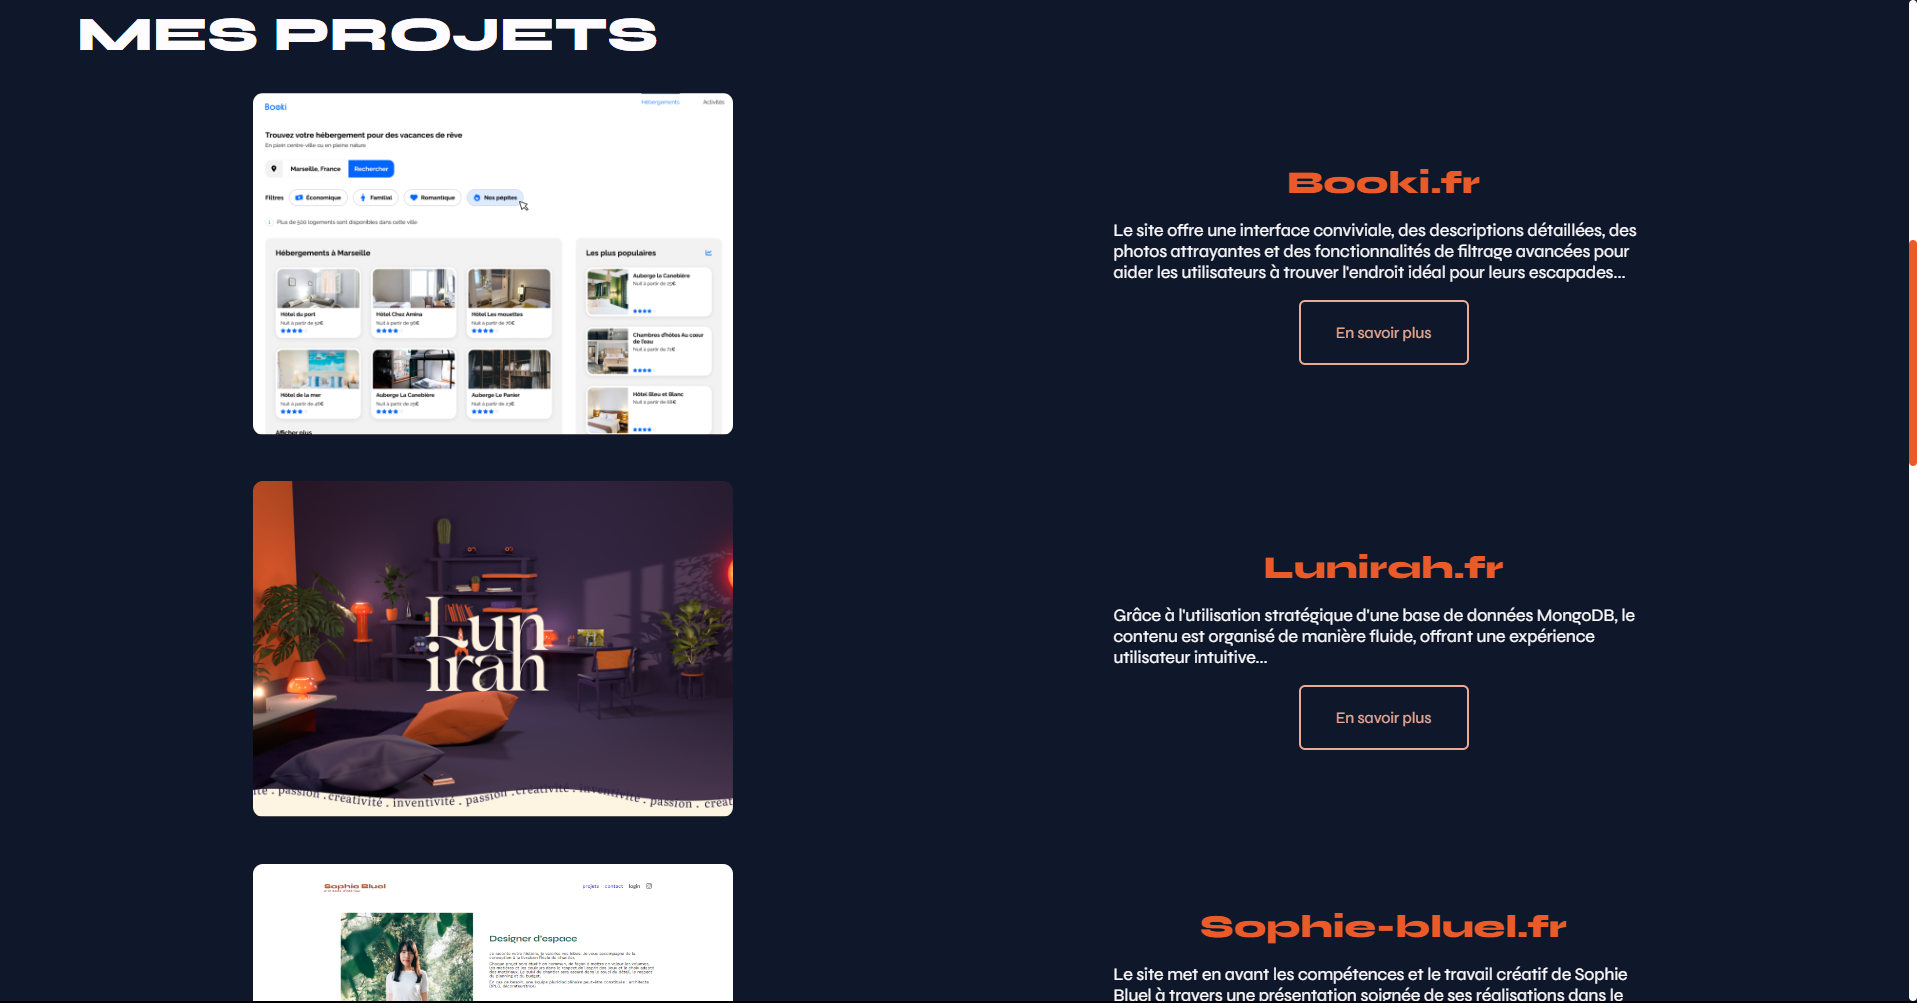 MES PROJETS
Booki
Hébergements
Activités
Trouvez votre hébergement pour des vacances de rêve
En plein centre-ville ou en pleine nature
Marseille, France
Rechercher
Filtres
Économique
Familial
Romantique
Nos pépites
Plus de 500 logements sont disponibles dans cette ville
Hébergements à Marseille
Hôtel du port
Nuit à partir de 52€
Hôtel Chez Amina
Nuit à partir de 96€
Hôtel Les mouettes
Nuit à partir de 76€
Hôtel de la mer
Nuit à partir de 46€
Auberge La Canebière
Nuit à partir de 25€
Auberge Le Panier
Nuit à partir de 23€
Afficher plus
Les plus populaires
Auberge la Canebière
Nuit à partir de 25€
Chambres d'hôtes Au cœur
de l'eau
Nuit à partir de 71€
Hôtel Bleu et Blanc
Nuit à partir de 68€
Booki.fr
Le site offre une interface conviviale, des descriptions détaillées, des
photos attrayantes et des fonctionnalités de filtrage avancées pour
aider les utilisateurs à trouver l'endroit idéal pour leurs escapades...
En savoir plus
Lun
irah
ité . passion . créativité . inventivité . passion . créativité . inventivité . passion . créat
Lunirah.fr
Grâce à l'utilisation stratégique d'une base de données MongoDB, le
contenu est organisé de manière fluide, offrant une expérience
utilisateur intuitive...
En savoir plus
Sophie Bluel
projets
contact
login
Designer d'espace
Sophie-bluel.fr
Le site met en avant les compétences et le travail créatif de Sophie
Bluel à travers une présentation soignée de ses réalisations dans le